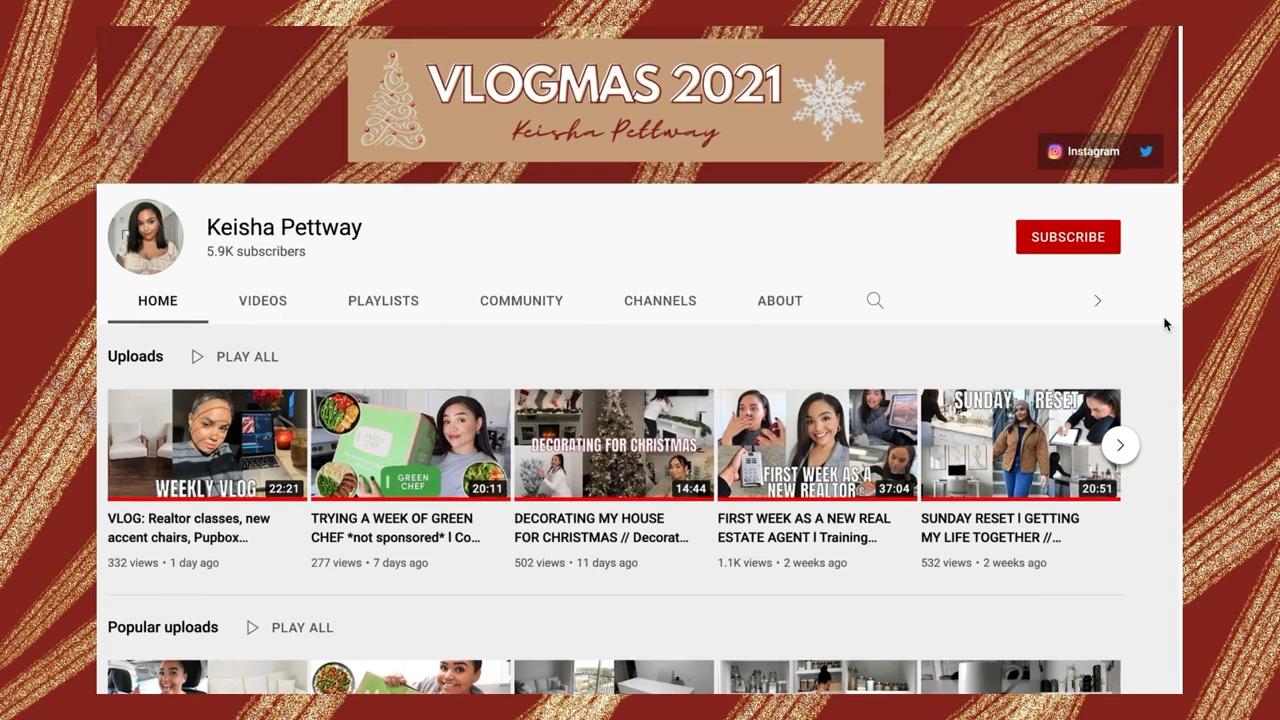 VLOGMAS 2021
Keisha Pettway
Instagram
Keisha Pettway
5.9K subscribers
SUBSCRIBE
HOME VIDEOS PLAYLISTS COMMUNITY CHANNELS ABOUT
Uploads PLAY ALL
WEEKLY VLOG 22:21
GREEN CHEF
GREEN
CHEF 20:11
DECORATING FOR CHRISTMAS
14:44
FIRST WEEK AS A
NEW REALTOR® 37:04
SUNDAY RESET
20:51
VLOG: Realtor classes, new
accent chairs, Pupbox...
332 views • 1 day ago
TRYING A WEEK OF GREEN
CHEF *not sponsored* l Co...
277 views • 7 days ago
DECORATING MY HOUSE
FOR CHRISTMAS // Decorat...
502 views • 11 days ago
FIRST WEEK AS A NEW REAL
ESTATE AGENT l Training...
1.1K views • 2 weeks ago
SUNDAY RESET l GETTING
MY LIFE TOGETHER //...
532 views • 2 weeks ago
Popular uploads PLAY ALL